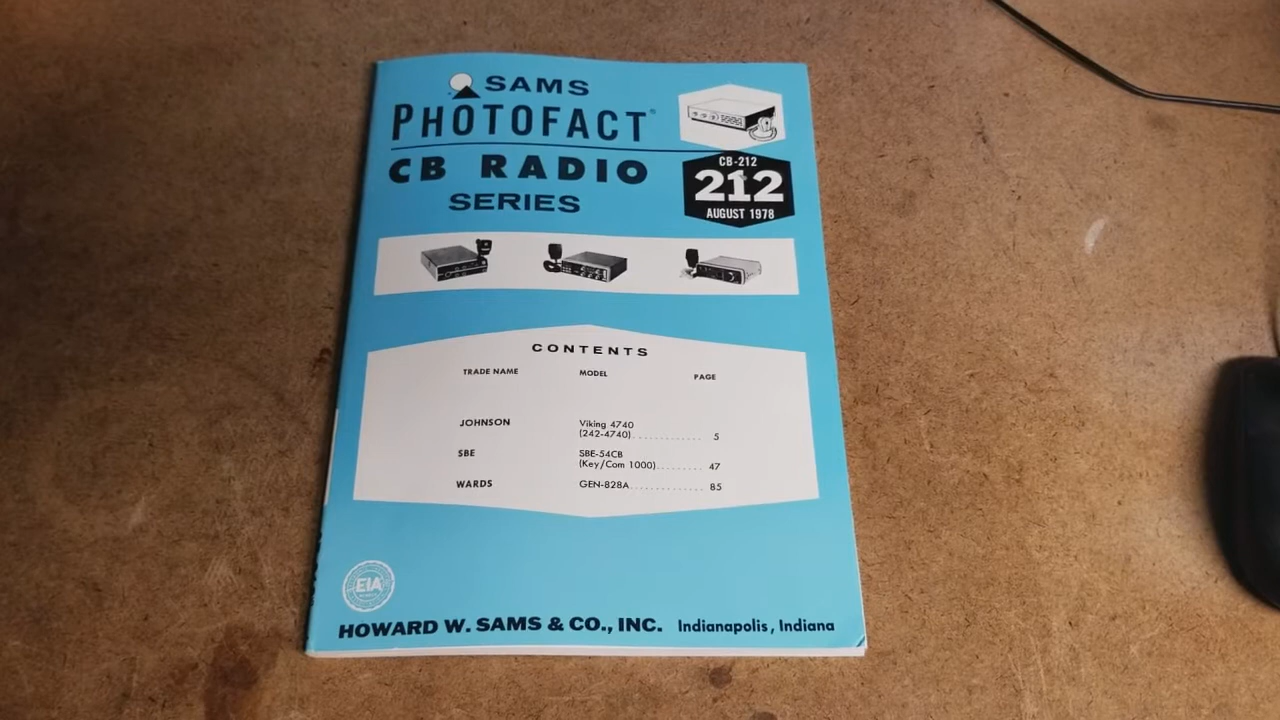 SAMS
PHOTOFACT®
CB RADIO
SERIES
CB-212
212
AUGUST 1978
CONTENTS
TRADE NAME MODEL PAGE
JOHNSON Viking 4740
(242-4740)............ 5
SBE SBE-54CB
(Key/Com 1000)........ 47
WARDS GEN-828A............. 85
EIA
HOWARD W. SAMS & CO., INC. Indianapolis, Indiana